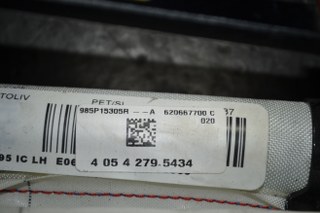 TOLIV PET/SI
985P15305R --A 620667700 C 37
020
95 IC LH E06 4 05 4 279.5434